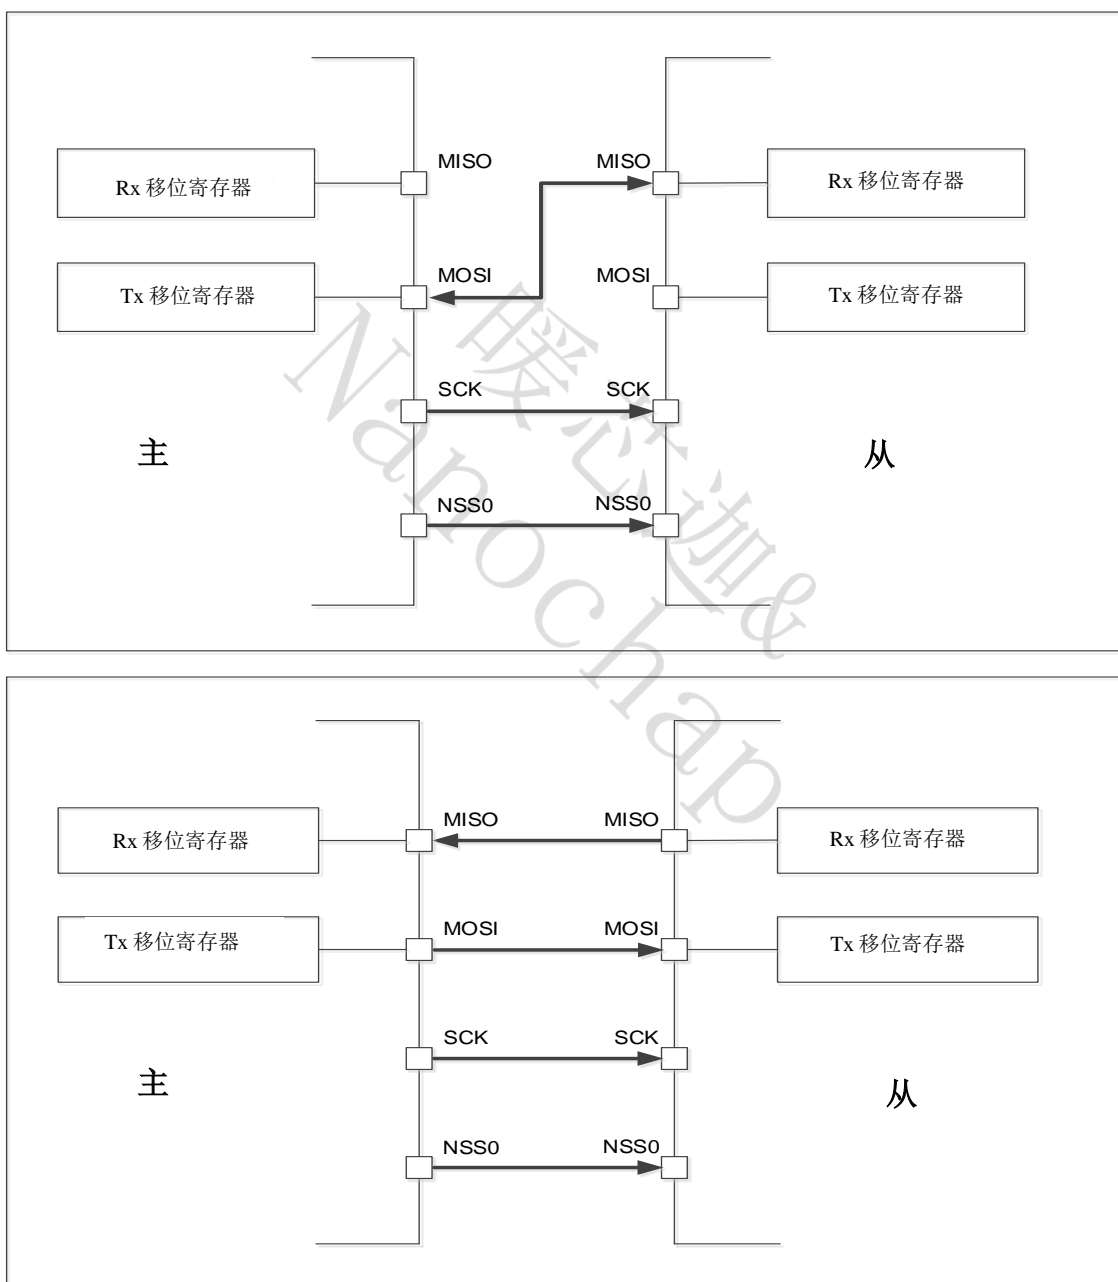 MISO MISO
Rx 移位寄存器 Rx 移位寄存器
MOSI MOSI
Tx 移位寄存器 Tx 移位寄存器
SCK SCK
主 从
NSS0 NSS0
暖芯迦&
Nanochap
MISO MISO
Rx 移位寄存器 Rx 移位寄存器
MOSI MOSI
Tx 移位寄存器 Tx 移位寄存器
SCK SCK
主 从
NSS0 NSS0